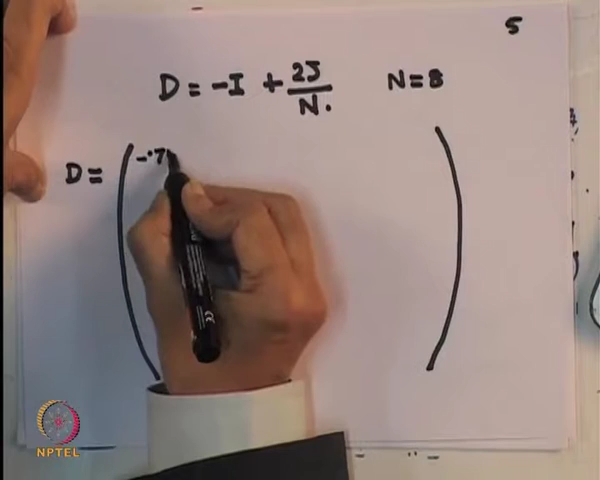 5
D = -I + 2J/N. N = 8
D = (-.7 )
NPTEL